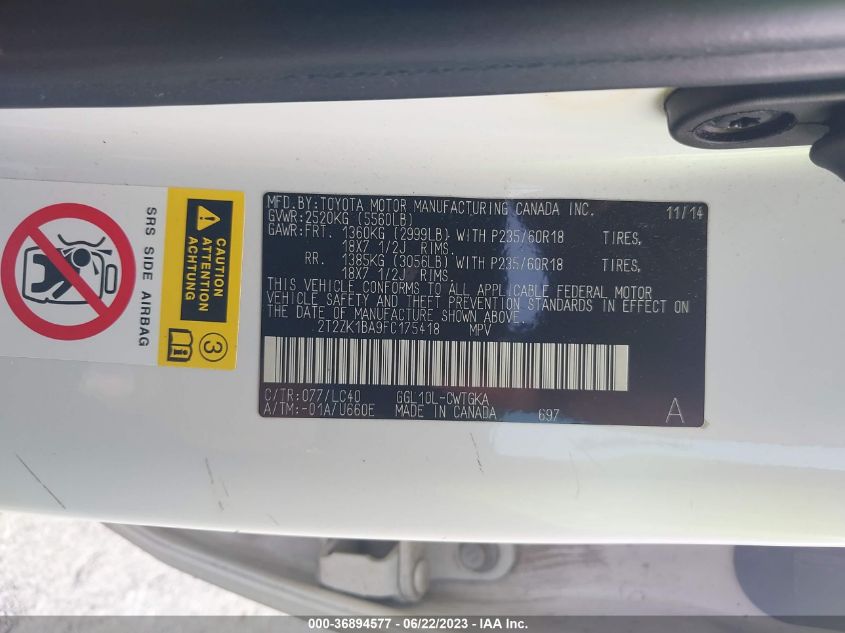 MFD.BY:TOYOTA MOTOR MANUFACTURING CANADA INC. 11/14
GVWR:2520KG (5560LB)
GAWR:FRT. 1360KG (2999LB) WITH P235/60R18 TIRES,
18X7 1/2J RIMS.
RR. 1385KG (3056LB) WITH P235/60R18 TIRES,
18X7 1/2J RIMS.
THIS VEHICLE CONFORMS TO ALL APPLICABLE FEDERAL MOTOR
VEHICLE SAFETY AND THEFT PREVENTION STANDARDS IN EFFECT
ON THE DATE OF MANUFACTURE SHOWN ABOVE.
2T2ZK1BA9FC175418 MPV
C/TR:077/LC40 GGL10L-CWTGKA
A/TM:-01A/U660E MADE IN CANADA 697 A
SRS SIDE AIRBAG
CAUTION
ATTENTION
ACHTUNG
i
3
000-36894577 - 06/22/2023 - IAA Inc.